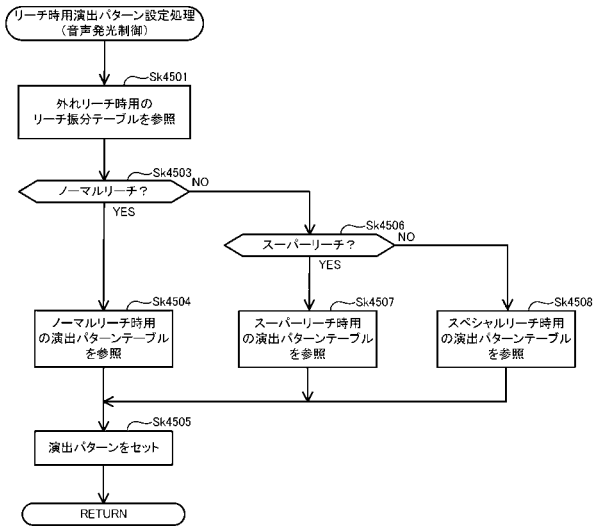 リーチ時用演出パターン設定処理
(音声発光制御)
Sk4501
外れリーチ時用の
リーチ振分テーブルを参照
Sk4503
ノーマルリーチ?
NO
YES
Sk4506
スーパーリーチ?
NO
YES
Sk4504
ノーマルリーチ時用
の演出パターンテーブル
を参照
Sk4507
スーパーリーチ時用
の演出パターンテーブル
を参照
Sk4508
スペシャルリーチ時用
の演出パターンテーブル
を参照
Sk4505
演出パターンをセット
RETURN